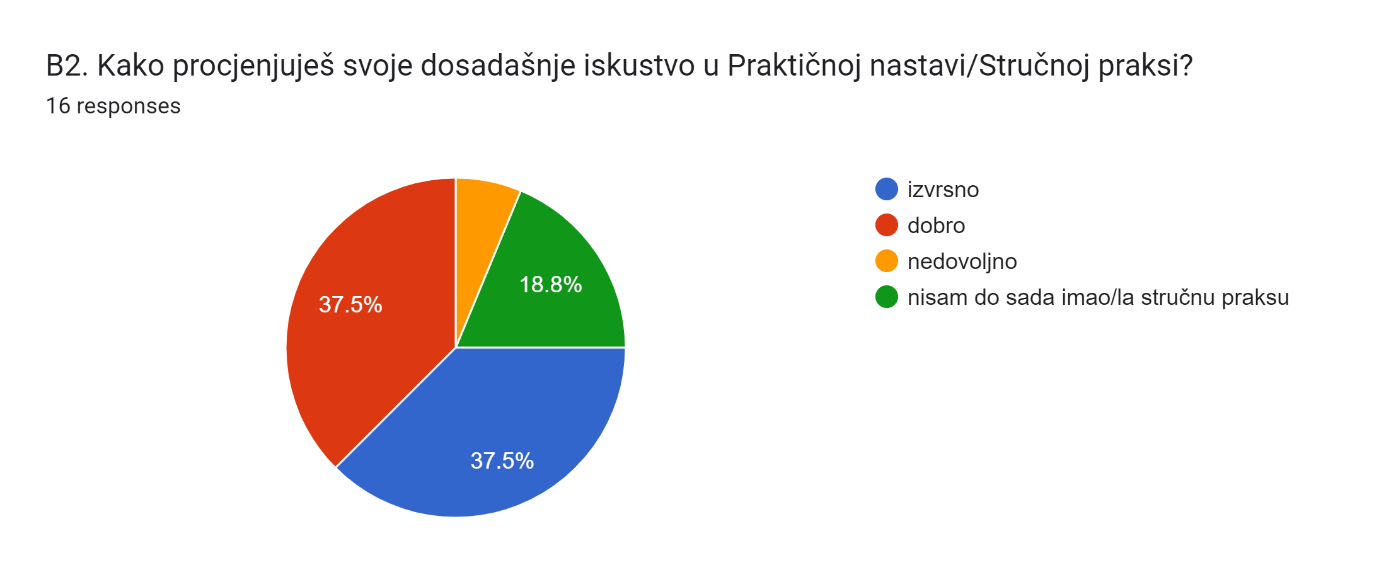 B2. Kako procjenjuješ svoje dosadašnje iskustvo u Praktičnoj nastavi/Stručnoj praksi?
16 responses
37.5%
18.8%
37.5%
izvrsno
dobro
nedovoljno
nisam do sada imao/la stručnu praksu